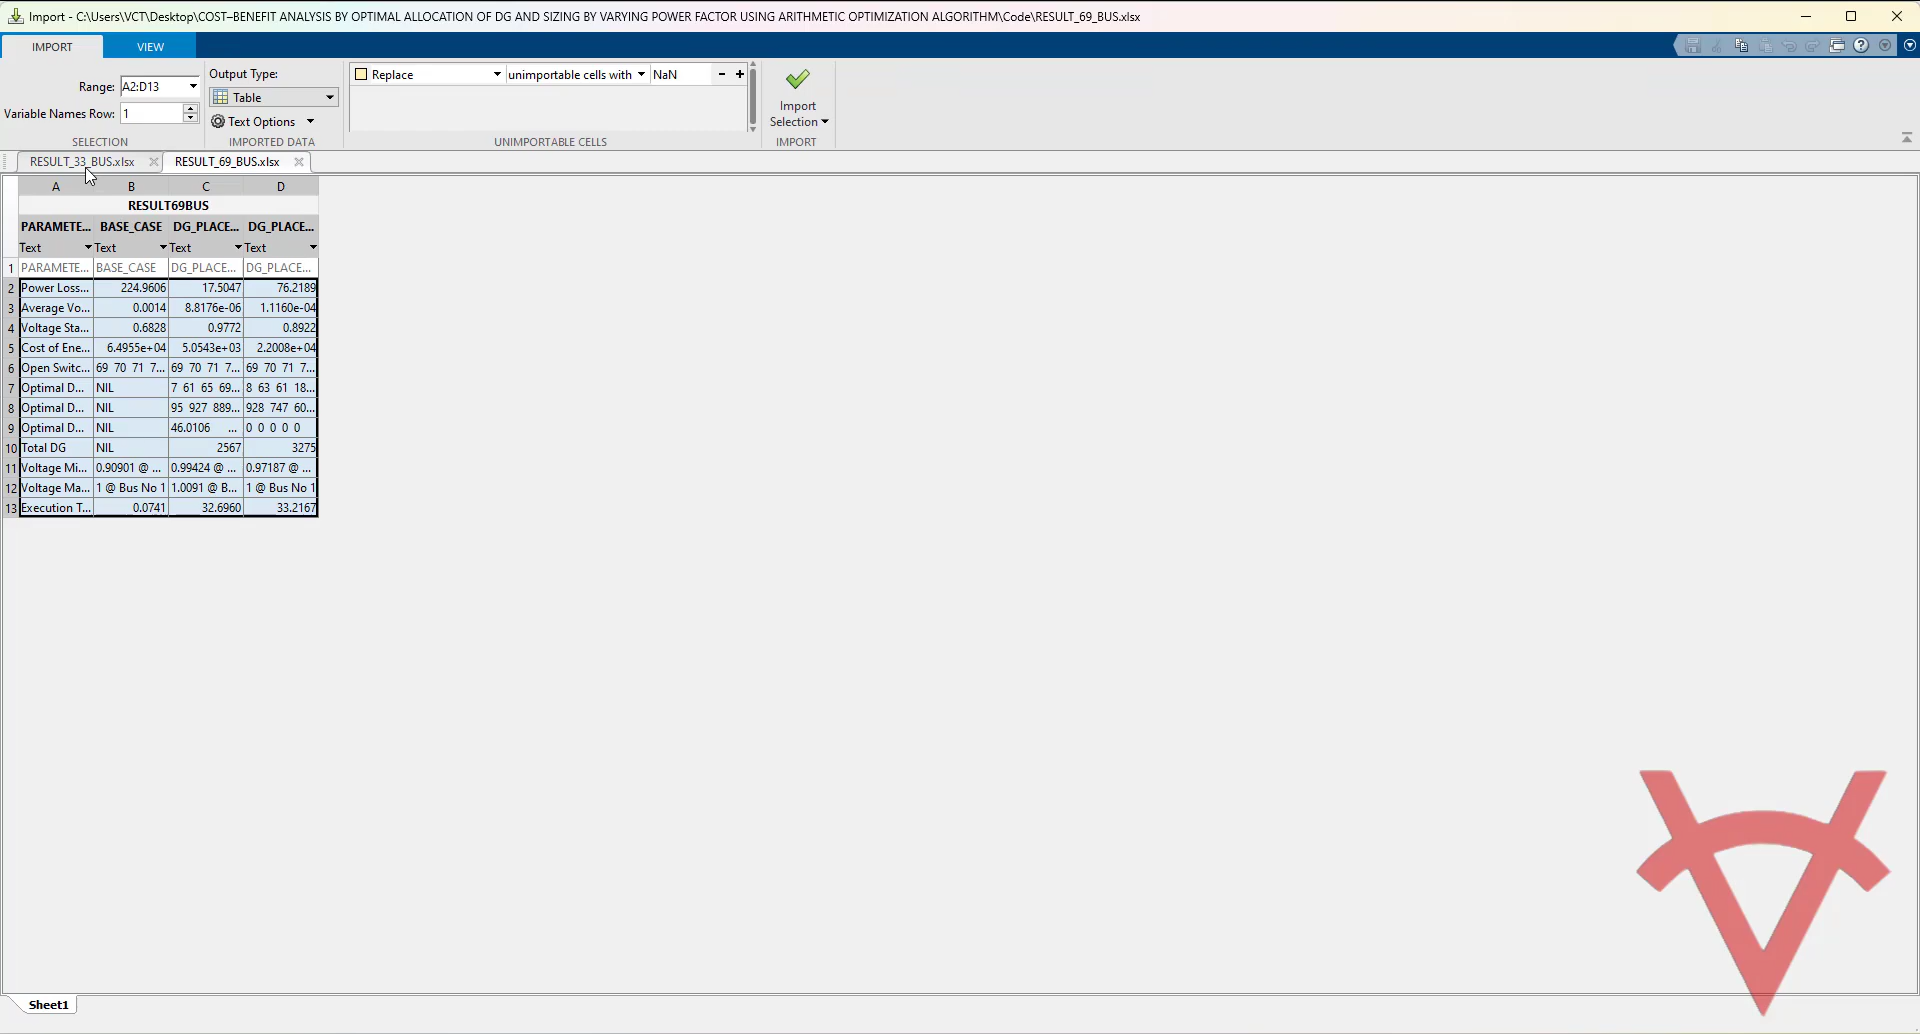 Import - C:\Users\VCT\Desktop\COST–BENEFIT ANALYSIS BY OPTIMAL ALLOCATION OF DG AND SIZING BY VARYING POWER FACTOR USING ARITHMETIC OPTIMIZATION ALGORITHM\Code\RESULT_69_BUS.xlsx
IMPORT VIEW
Range: A2:D13
Variable Names Row: 1
SELECTION
Output Type:
Table
Text Options
IMPORTED DATA
Replace unimportable cells with NaN - +
UNIMPORTABLE CELLS
Import
Selection
IMPORT
RESULT_33_BUS.xlsx RESULT_69_BUS.xlsx
A B C D
RESULT69BUS
PARAMETE... BASE_CASE DG_PLACE... DG_PLACE...
Text Text Text Text
1 PARAMETE... BASE_CASE DG_PLACE... DG_PLACE...
2 Power Loss... 224.9606 17.5047 76.2189
3 Average Vo... 0.0014 8.8176e-06 1.1160e-04
4 Voltage Sta... 0.6828 0.9772 0.8922
5 Cost of Ene... 6.4955e+04 5.0543e+03 2.2008e+04
6 Open Switc... 69 70 71 7... 69 70 71 7... 69 70 71 7...
7 Optimal D... NIL 7 61 65 69... 8 63 61 18...
8 Optimal D... NIL 95 927 889... 928 747 60...
9 Optimal D... NIL 46.0106 ... 0 0 0 0 0
10 Total DG NIL 2567 3275
11 Voltage Mi... 0.90901 @ ... 0.99424 @ ... 0.97187 @ ...
12 Voltage Ma... 1 @ Bus No 1 1.0091 @ B... 1 @ Bus No 1
13 Execution T... 0.0741 32.6960 33.2167
Sheet1